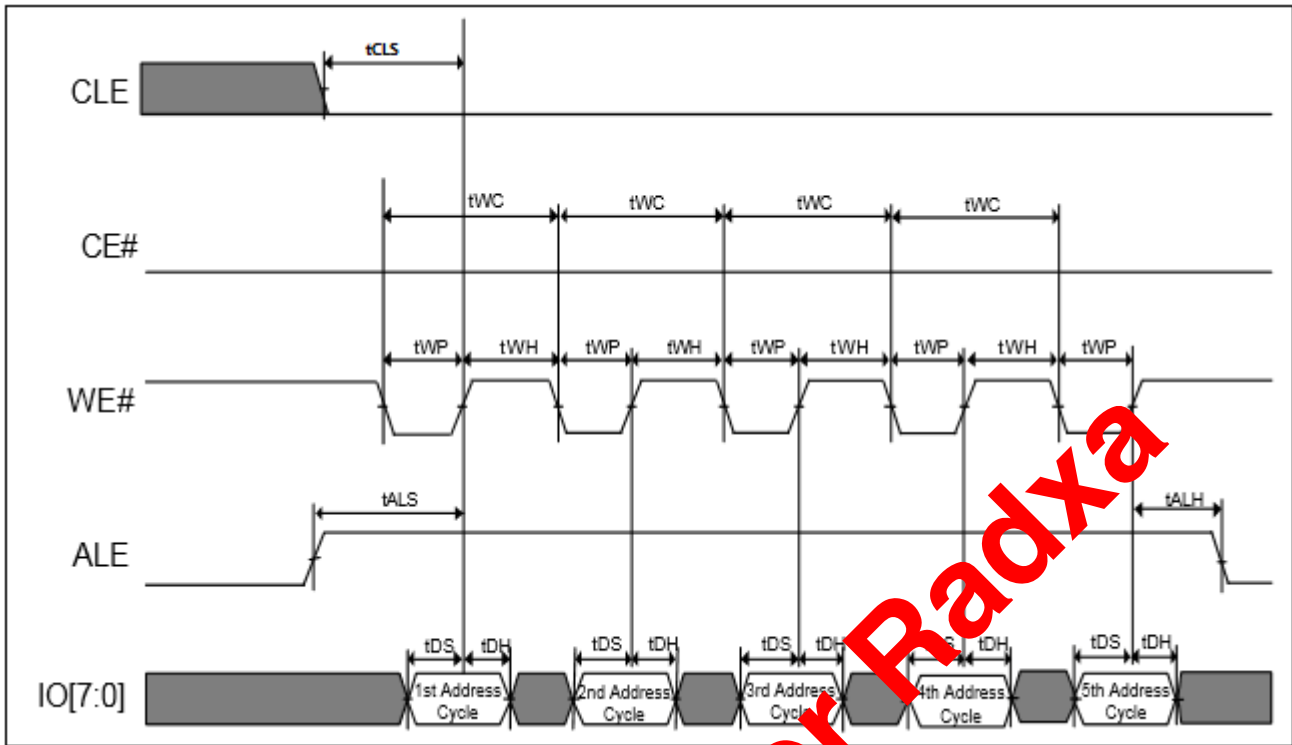 tCLS
CLE
tWC tWC tWC tWC
CE#
tWP tWH tWP tWH tWP tWH tWP tWH tWP
WE#
tALS tALH
ALE
tDS tDH tDS tDH tDS tDH tDH tDS tDH
IO[7:0]
1st Address 2nd Address 3rd Address 4th Address 5th Address
Cycle Cycle Cycle Cycle Cycle
er Radxa